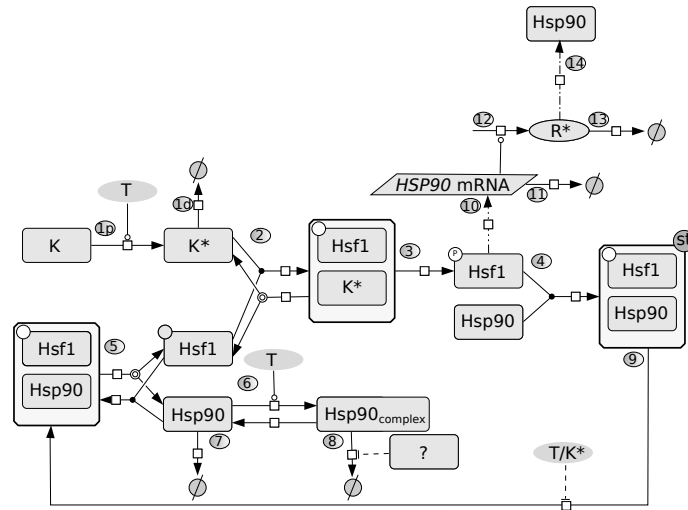 Hsp90
14
12
13
R*
T
HSP90 mRNA
11
1d
10
1p
2
K
K*
Hsf1
K*
3
P
Hsf1
4
Hsp90
st
Hsf1
Hsp90
5
Hsf1
Hsp90
Hsf1
T
9
6
Hsp90
Hsp90complex
7
8
?
T/K*